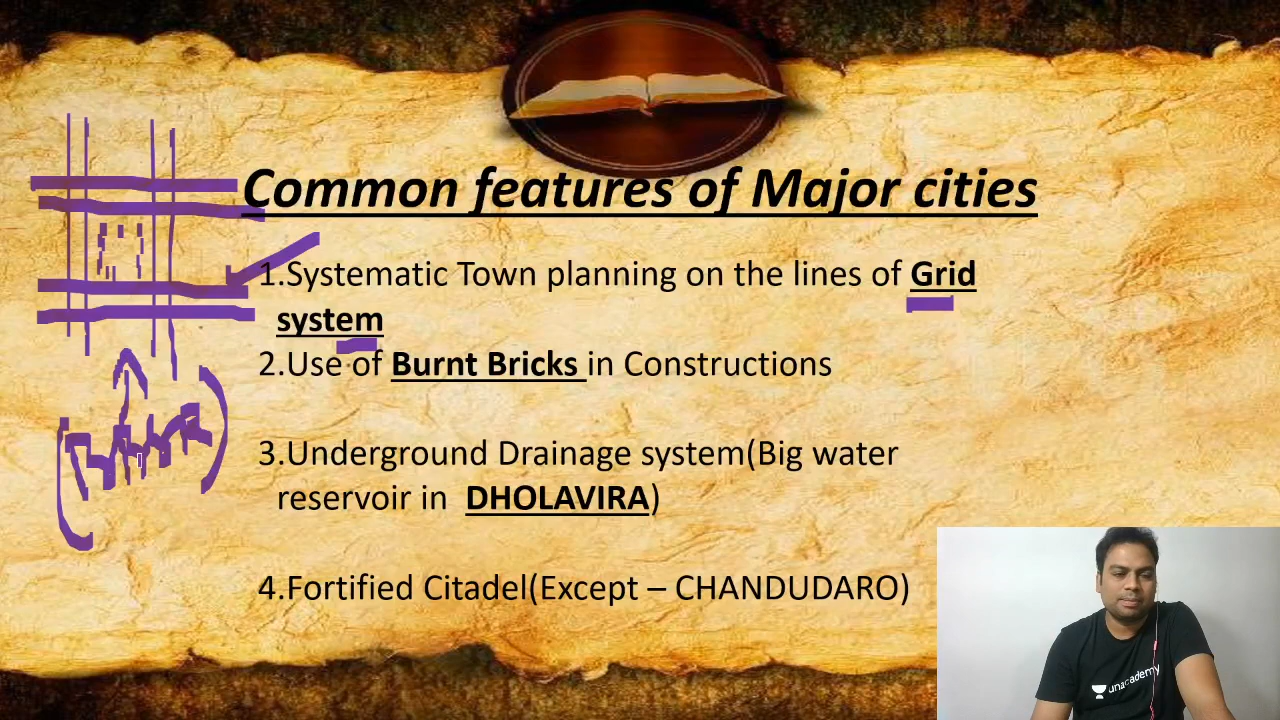 Common features of Major cities
1.Systematic Town planning on the lines of Grid
system
2.Use of Burnt Bricks in Constructions
3.Underground Drainage system(Big water
reservoir in DHOLAVIRA)
4.Fortified Citadel(Except – CHANDUDARO)
unacademy